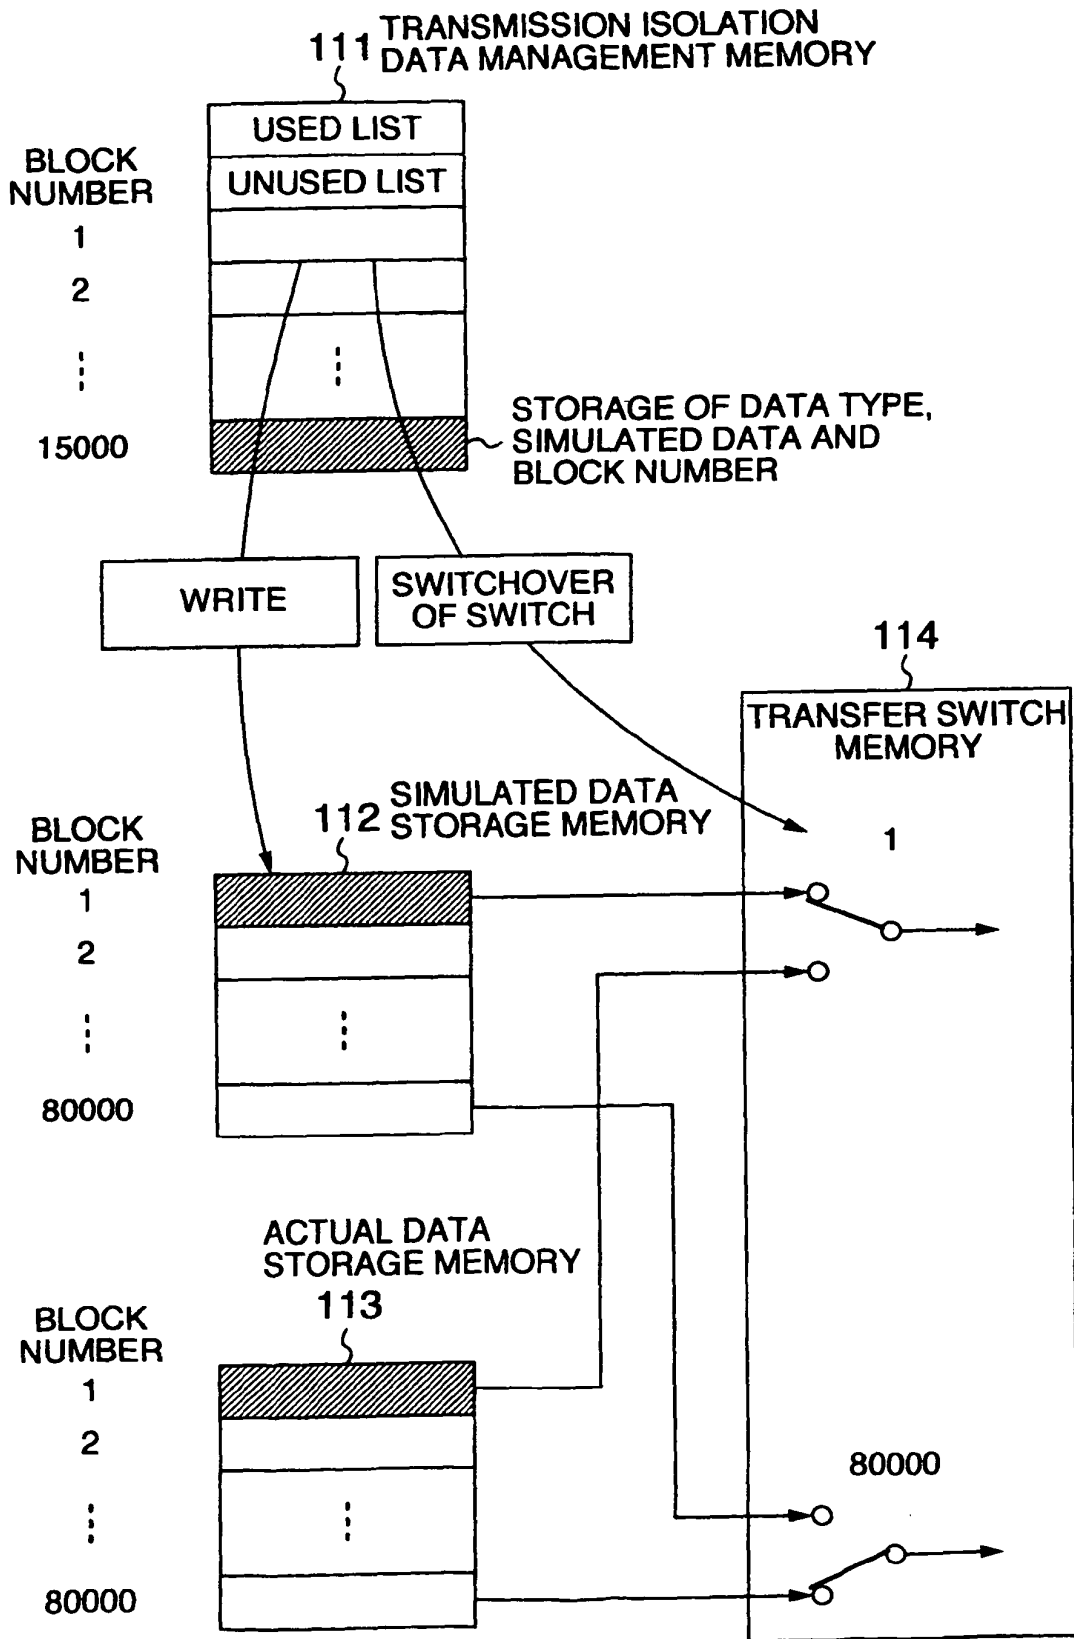 TRANSMISSION ISOLATION
111 DATA MANAGEMENT MEMORY
USED LIST
BLOCK
NUMBER
UNUSED LIST
1
2
15000
STORAGE OF DATA TYPE,
SIMULATED DATA AND
BLOCK NUMBER
WRITE
SWITCHOVER
OF SWITCH
114
TRANSFER SWITCH
MEMORY
SIMULATED DATA
112 STORAGE MEMORY
BLOCK
NUMBER
1
1
2
80000
ACTUAL DATA
STORAGE MEMORY
113
BLOCK
NUMBER
1
2
80000
80000